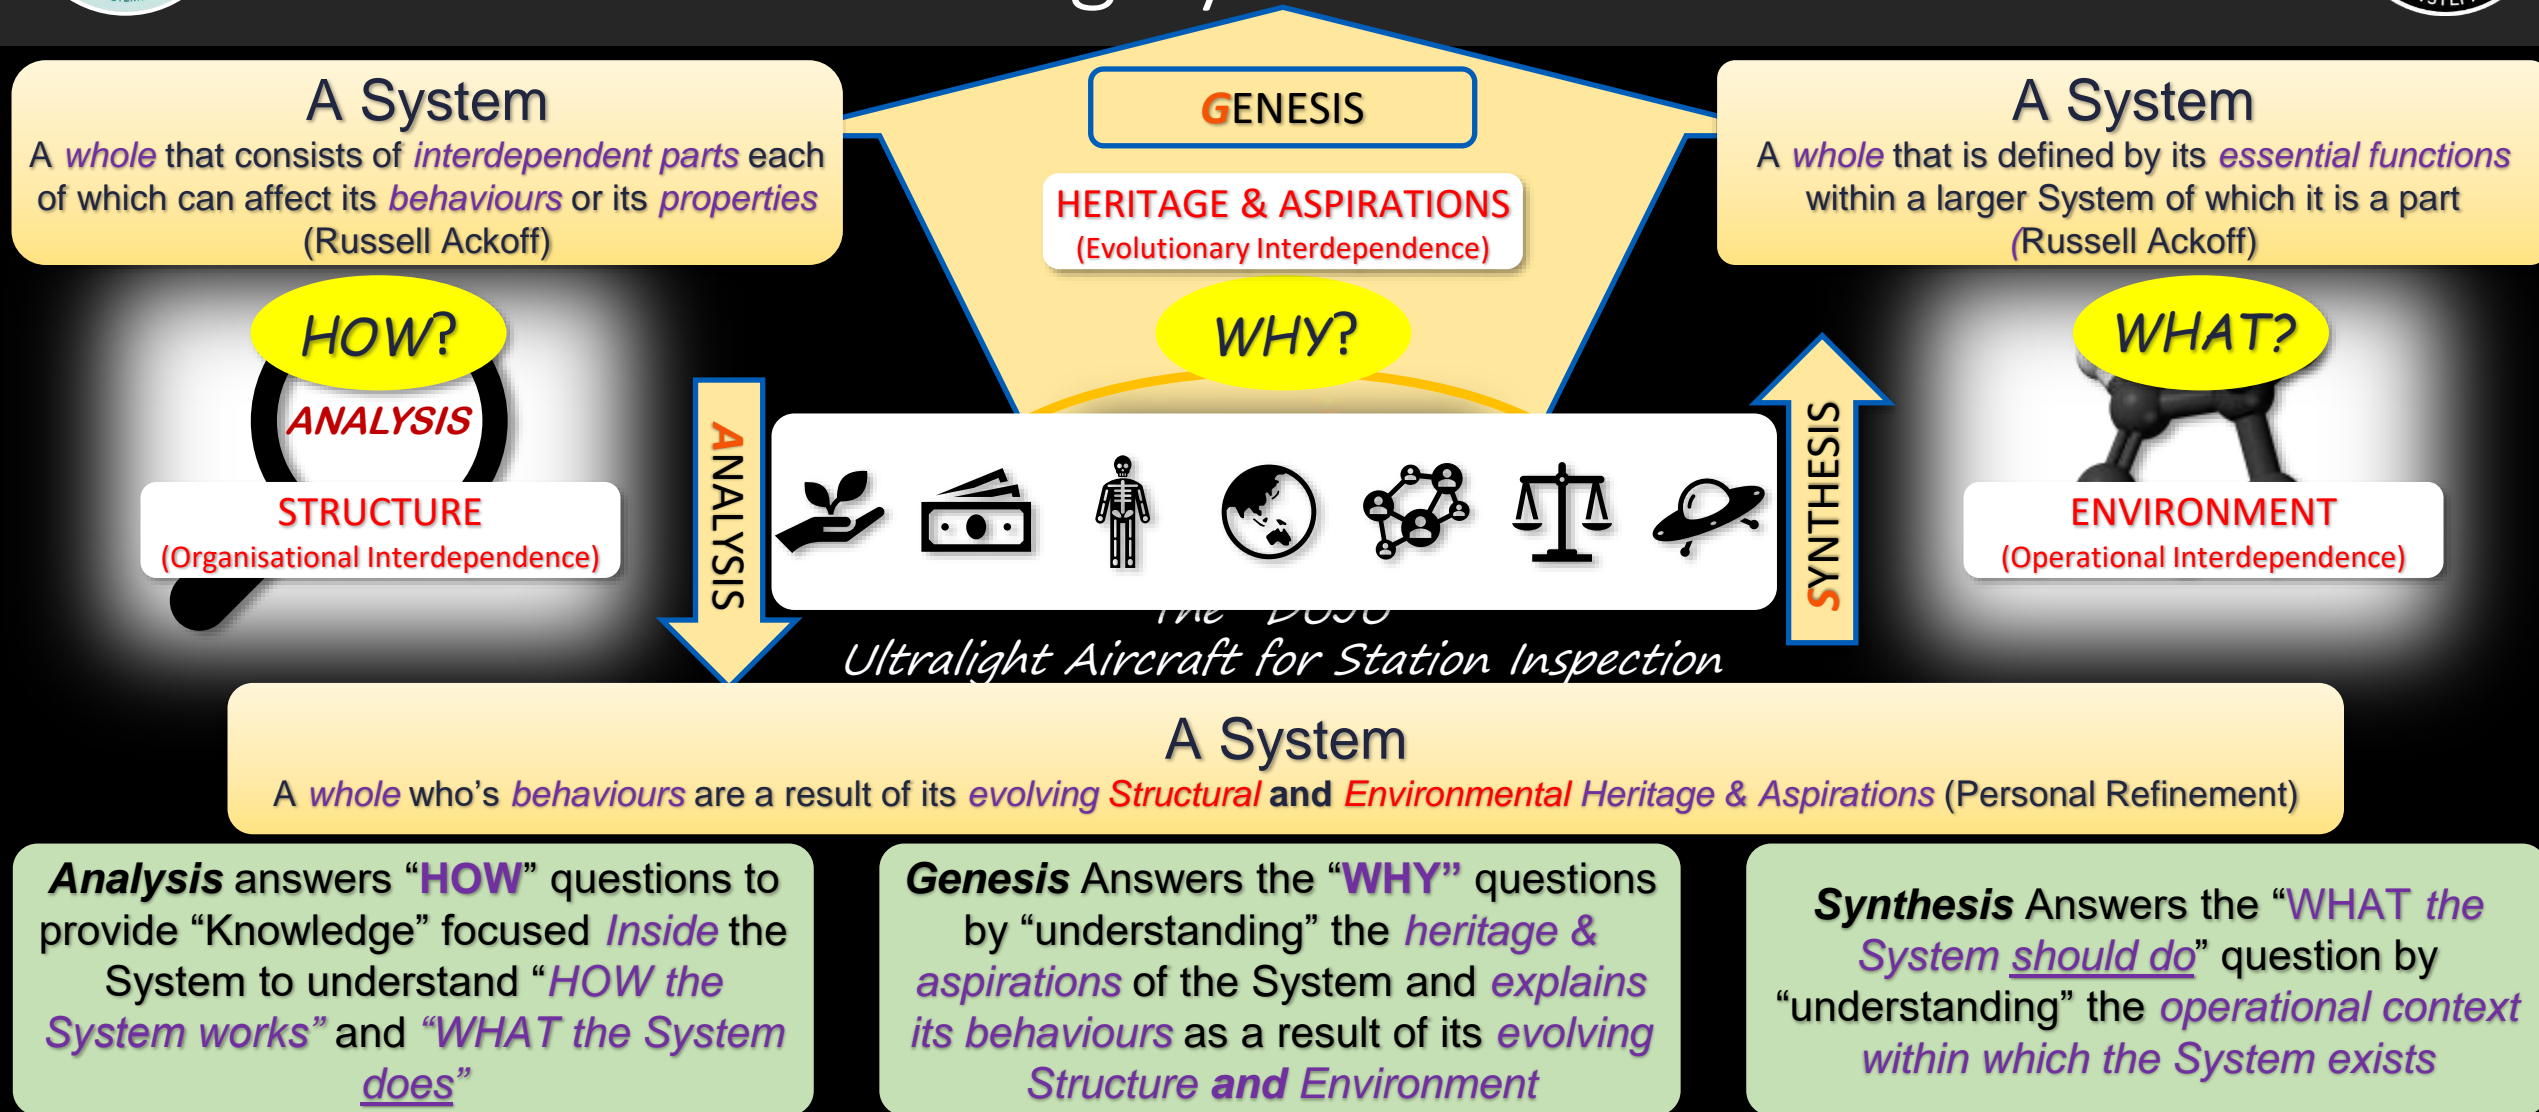 A System
A whole that consists of interdependent parts each
of which can affect its behaviours or its properties
(Russell Ackoff)
GENESIS
HERITAGE & ASPIRATIONS
(Evolutionary Interdependence)
WHY?
A System
A whole that is defined by its essential functions
within a larger System of which it is a part
(Russell Ackoff)
HOW?
ANALYSIS
STRUCTURE
(Organisational Interdependence)
ANALYSIS
SYNTHESIS
WHAT?
ENVIRONMENT
(Operational Interdependence)
The "DOJO"
Ultralight Aircraft for Station Inspection
A System
A whole who's behaviours are a result of its evolving Structural and Environmental Heritage & Aspirations (Personal Refinement)
Analysis answers “HOW” questions to
provide “Knowledge” focused Inside the
System to understand “HOW the
System works” and “WHAT the System
does”
Genesis Answers the “WHY” questions
by “understanding” the heritage &
aspirations of the System and explains
its behaviours as a result of its evolving
Structure and Environment
Synthesis Answers the “WHAT the
System should do” question by
“understanding” the operational context
within which the System exists